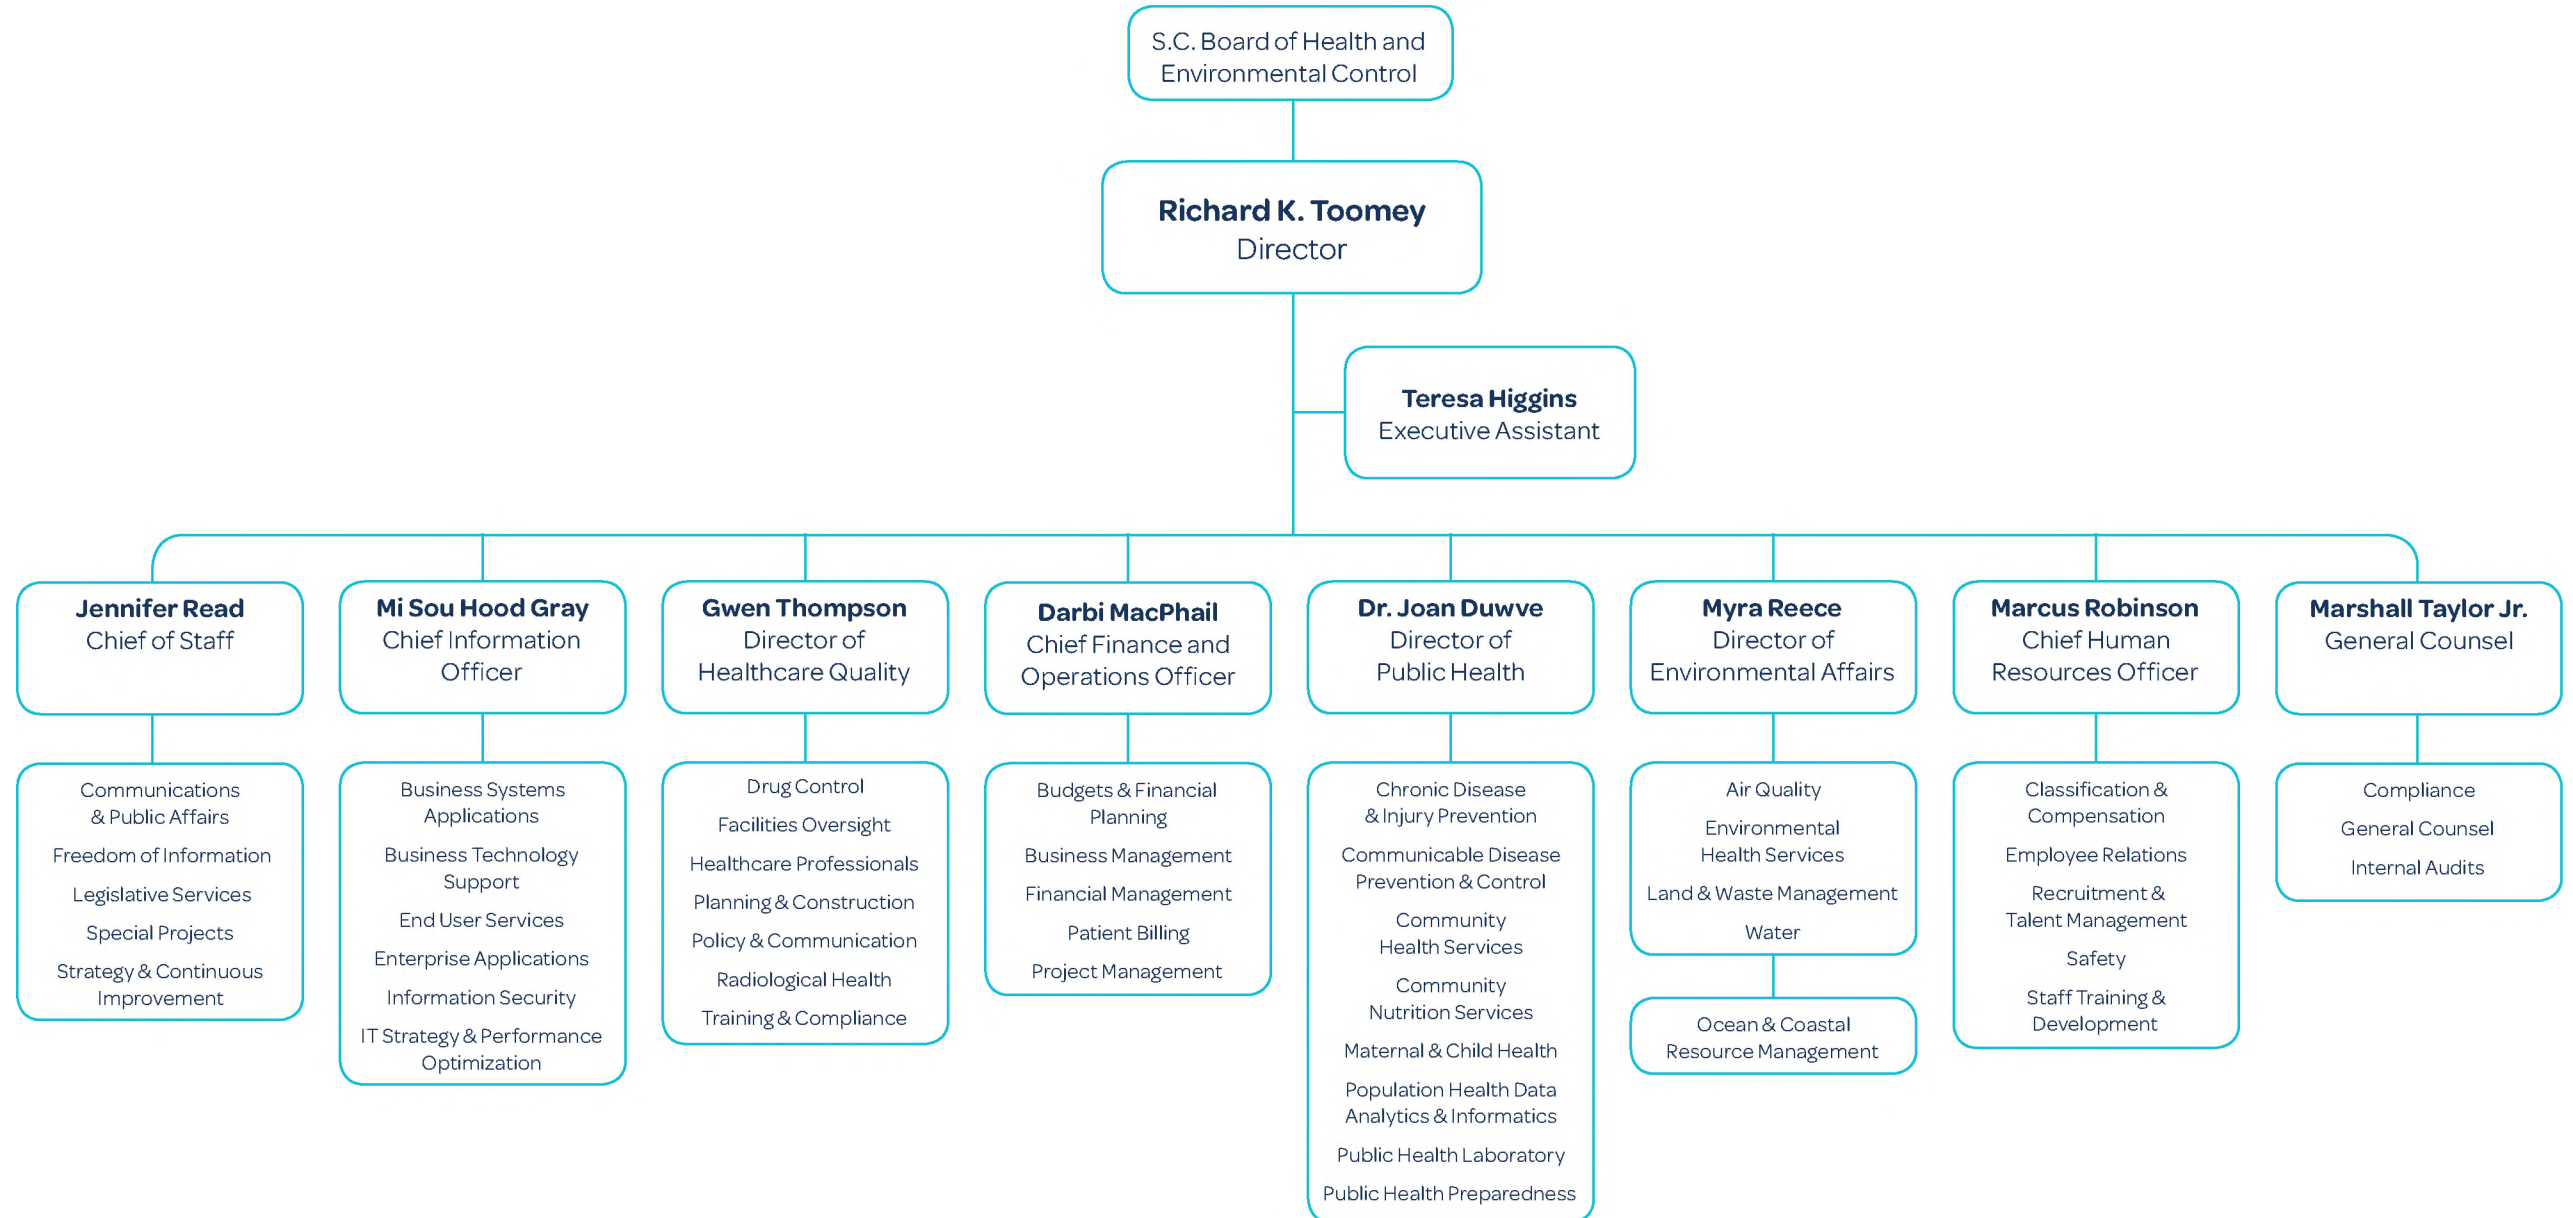 S.C. Board of Health and
Environmental Control
Richard K. Toomey
Director
Teresa Higgins
Executive Assistant
Jennifer Read
Chief of Staff
Communications
& Public Affairs
Freedom of Information
Legislative Services
Special Projects
Strategy & Continuous
Improvement
Mi Sou Hood Gray
Chief Information
Officer
Business Systems
Applications
Business Technology
Support
End User Services
Enterprise Applications
Information Security
IT Strategy & Performance
Optimization
Gwen Thompson
Director of
Healthcare Quality
Drug Control
Facilities Oversight
Healthcare Professionals
Planning & Construction
Policy & Communication
Radiological Health
Training & Compliance
Darbi MacPhail
Chief Finance and
Operations Officer
Budgets & Financial
Planning
Business Management
Financial Management
Patient Billing
Project Management
Dr. Joan Duwve
Director of
Public Health
Chronic Disease
& Injury Prevention
Communicable Disease
Prevention & Control
Community
Health Services
Community
Nutrition Services
Maternal & Child Health
Population Health Data
Analytics & Informatics
Public Health Laboratory
Public Health Preparedness
Myra Reece
Director of
Environmental Affairs
Air Quality
Environmental
Health Services
Land & Waste Management
Water
Ocean & Coastal
Resource Management
Marcus Robinson
Chief Human
Resources Officer
Classification &
Compensation
Employee Relations
Recruitment &
Talent Management
Safety
Staff Training &
Development
Marshall Taylor Jr.
General Counsel
Compliance
General Counsel
Internal Audits